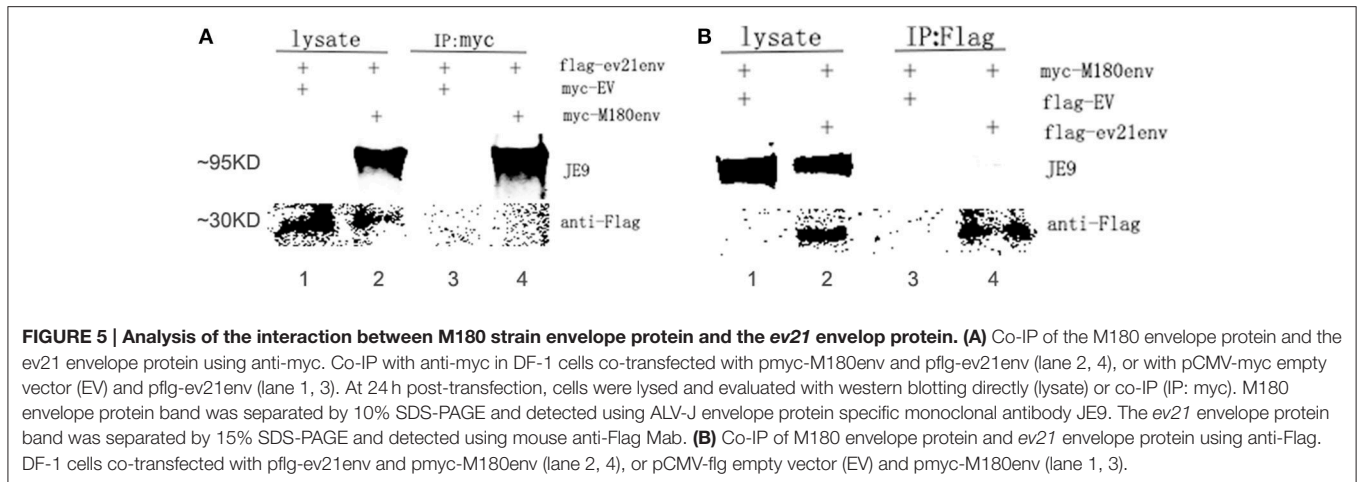 A
lysate IP:myc
+ + + + flag-ev21env
+ + myc-EV
+ + myc-M180env
~95KD JE9
~30KD anti-Flag
1 2 3 4
B
lysate IP:Flag
+ + + + myc-M180env
+ + flag-EV
+ + flag-ev21env
JE9
anti-Flag
1 2 3 4
FIGURE 5 | Analysis of the interaction between M180 strain envelope protein and the ev21 envelop protein. (A) Co-IP of the M180 envelope protein and the
ev21 envelope protein using anti-myc. Co-IP with anti-myc in DF-1 cells co-transfected with pmyc-M180env and pflg-ev21env (lane 2, 4), or with pCMV-myc empty
vector (EV) and pflg-ev21env (lane 1, 3). At 24 h post-transfection, cells were lysed and evaluated with western blotting directly (lysate) or co-IP (IP: myc). M180
envelope protein band was separated by 10% SDS-PAGE and detected using ALV-J envelope protein specific monoclonal antibody JE9. The ev21 envelope protein
band was separated by 15% SDS-PAGE and detected using mouse anti-Flag Mab. (B) Co-IP of M180 envelope protein and ev21 envelope protein using anti-Flag.
DF-1 cells co-transfected with pflg-ev21env and pmyc-M180env (lane 2, 4), or pCMV-flg empty vector (EV) and pmyc-M180env (lane 1, 3).